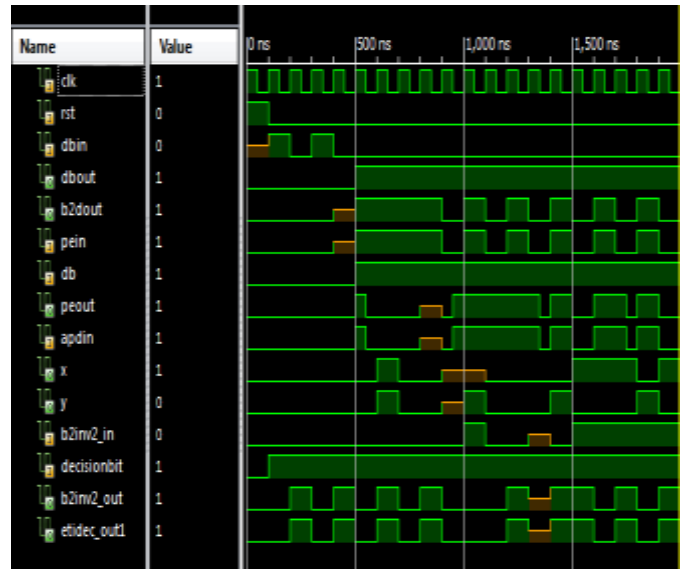 Name Value 0 ns 500 ns 1,000 ns 1,500 ns
clk 1
rst 0
dbin 0
dbout 1
b2dout 1
pein 1
db 1
peout 1
apdin 1
x 1
y 0
b2inv2_in 0
decisionbit 1
b2inv2_out 1
etidec_out1 1